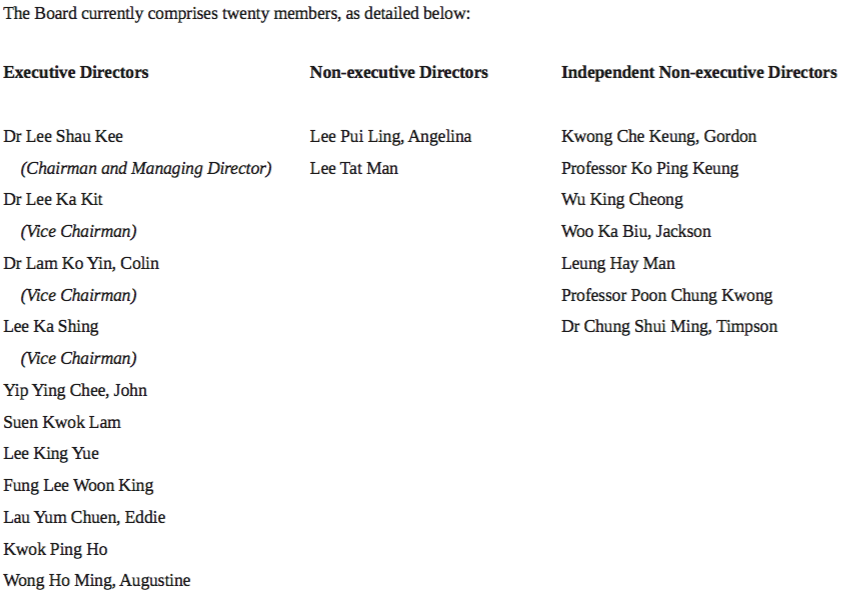 The Board currently comprises twenty members, as detailed below:
Executive Directors
Dr Lee Shau Kee
(Chairman and Managing Director)
Dr Lee Ka Kit
(Vice Chairman)
Dr Lam Ko Yin, Colin
(Vice Chairman)
Lee Ka Shing
(Vice Chairman)
Yip Ying Chee, John
Suen Kwok Lam
Lee King Yue
Fung Lee Woon King
Lau Yum Chuen, Eddie
Kwok Ping Ho
Wong Ho Ming, Augustine
Non-executive Directors
Lee Pui Ling, Angelina
Lee Tat Man
Independent Non-executive Directors
Kwong Che Keung, Gordon
Professor Ko Ping Keung
Wu King Cheong
Woo Ka Biu, Jackson
Leung Hay Man
Professor Poon Chung Kwong
Dr Chung Shui Ming, Timpson